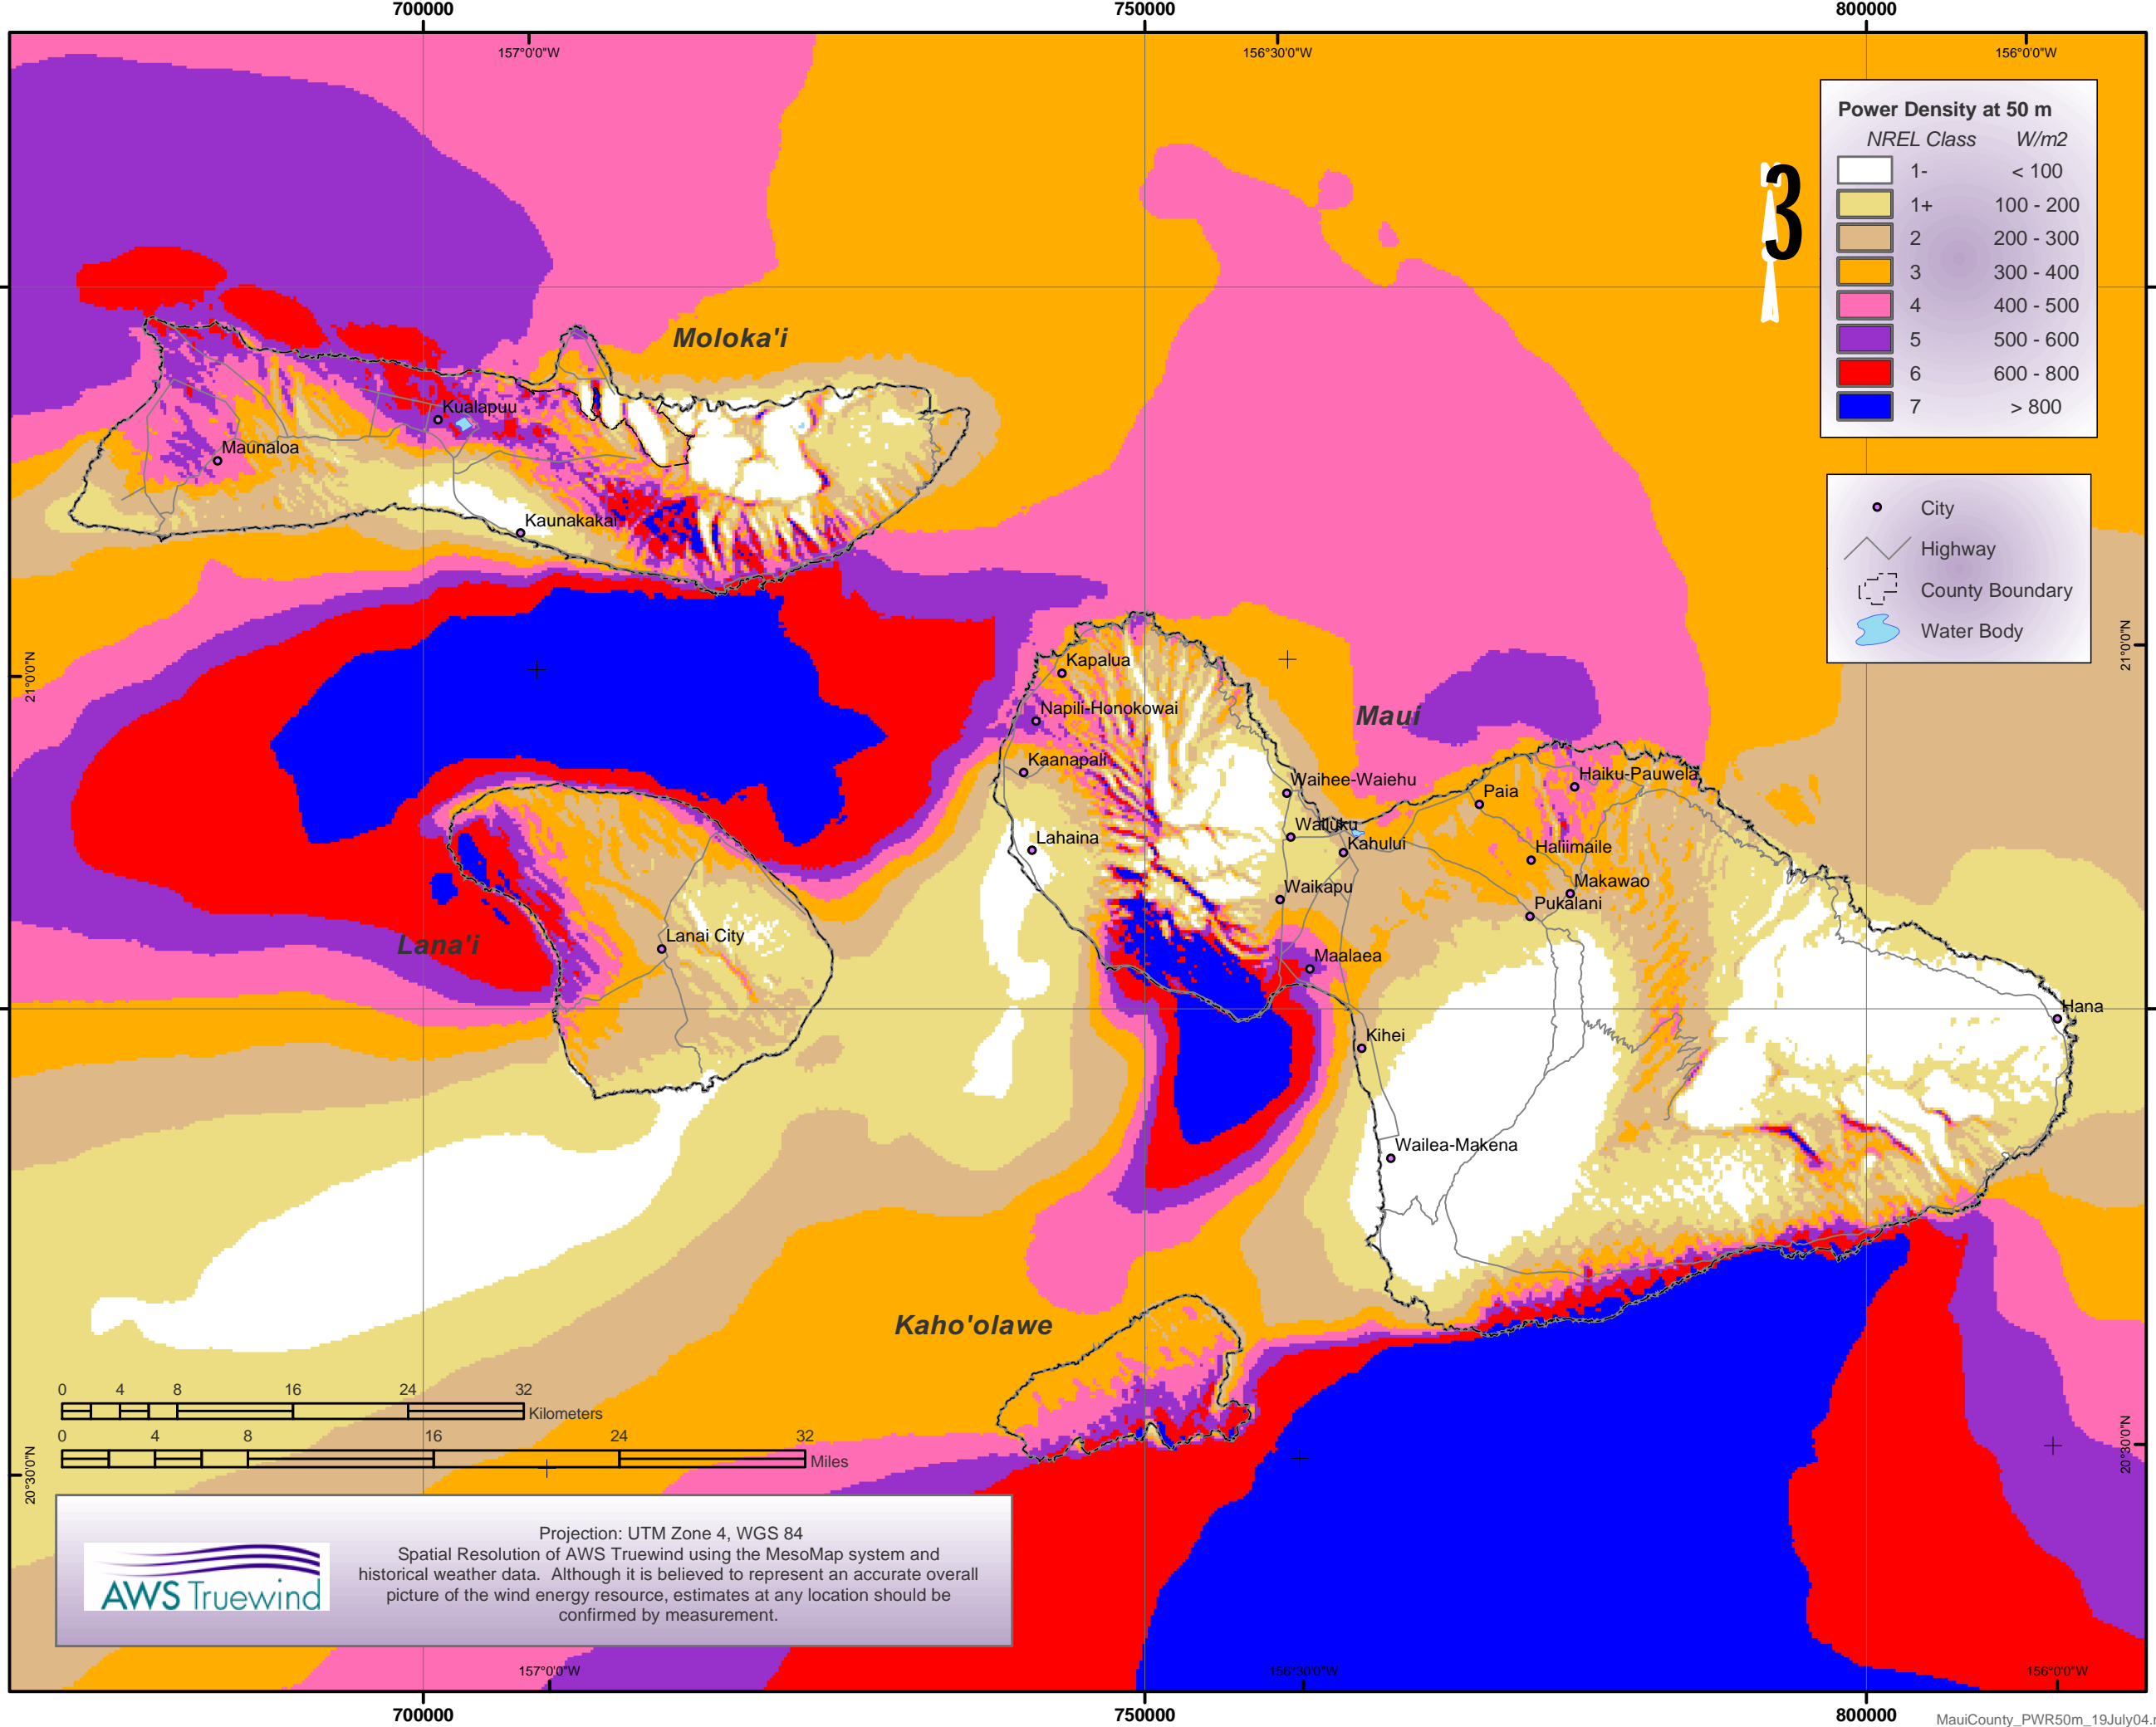 700000 750000 800000
157°0'0"W 156°30'0"W 156°0'0"W
Power Density at 50 m
NREL Class W/m2
1- < 100
1+ 100 - 200
2 200 - 300
3 300 - 400
4 400 - 500
5 500 - 600
6 600 - 800
7 > 800
3
City
Highway
County Boundary
Water Body
Moloka'i
Kualapuu
Maunaloa
Kaunakakai
21°0'0"N
21°0'0"N
Kapalua
Napili-Honokowai
Maui
Kaanapali
Waihee-Waiehu
Haiku-Pauwela
Paia
Lahaina
Wailuku
Kahului
Haliimaile
Waikapu
Makawao
Pukalani
Lana'i
Lanai City
Maalaea
Hana
Kihei
Wailea-Makena
Kaho'olawe
0 4 8 16 24 32
Kilometers
0 4 8 16 24 32
Miles
20°30'0"N
20°30'0"N
Projection: UTM Zone 4, WGS 84
Spatial Resolution of AWS Truewind using the MesoMap system and
historical weather data. Although it is believed to represent an accurate overall
picture of the wind energy resource, estimates at any location should be
confirmed by measurement.
AWS Truewind
157°0'0"W 156°30'0"W 156°0'0"W
700000 750000 800000